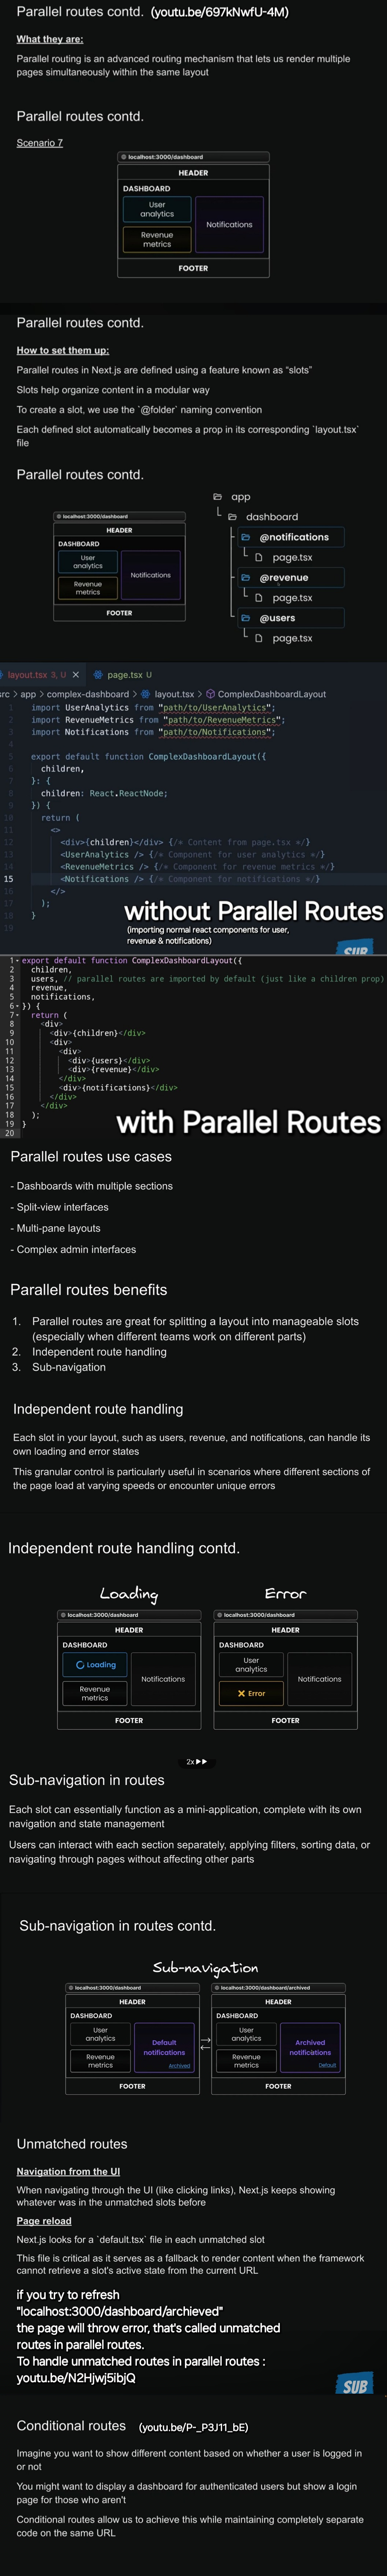 Parallel routes contd. (youtu.be/697kNwfU-4M)
What they are:
Parallel routing is an advanced routing mechanism that lets us render multiple
pages simultaneously within the same layout
Parallel routes contd.
Scenario 7
localhost:3000/dashboard
HEADER
DASHBOARD
User
analytics
Notifications
Revenue
metrics
FOOTER
Parallel routes contd.
How to set them up:
Parallel routes in Next.js are defined using a feature known as “slots”
Slots help organize content in a modular way
To create a slot, we use the `@folder` naming convention
Each defined slot automatically becomes a prop in its corresponding `layout.tsx`
file
Parallel routes contd.
localhost:3000/dashboard
HEADER
DASHBOARD
User
analytics
Notifications
Revenue
metrics
FOOTER
app
dashboard
@notifications
page.tsx
@revenue
page.tsx
@users
page.tsx
layout.tsx 3, U × page.tsx U
src > app > complex-dashboard > layout.tsx > ComplexDashboardLayout
1 import UserAnalytics from "path/to/UserAnalytics";
2 import RevenueMetrics from "path/to/RevenueMetrics";
3 import Notifications from "path/to/Notifications";
4
5 export default function ComplexDashboardLayout({
6 children,
7 }: {
8 children: React.ReactNode;
9 }) {
10 return (
11 <>
12 <div>{children}</div> {/* Content from page.tsx */}
13 <UserAnalytics /> {/* Component for user analytics */}
14 <RevenueMetrics /> {/* Component for revenue metrics */}
15 <Notifications /> {/* Component for notifications */}
16 </>
17 );
18 }
19
without Parallel Routes
(importing normal react components for user,
revenue & notifications)
SUB
1 export default function ComplexDashboardLayout({
2 children,
3 users, // parallel routes are imported by default (just like a children prop)
4 revenue,
5 notifications,
6 }) {
7 return (
8 <div>
9 <div>{children}</div>
10 <div>
11 <div>
12 <div>{users}</div>
13 <div>{revenue}</div>
14 </div>
15 <div>{notifications}</div>
16 </div>
17 </div>
18 );
19 }
20
with Parallel Routes
Parallel routes use cases
- Dashboards with multiple sections
- Split-view interfaces
- Multi-pane layouts
- Complex admin interfaces
Parallel routes benefits
1. Parallel routes are great for splitting a layout into manageable slots
(especially when different teams work on different parts)
2. Independent route handling
3. Sub-navigation
Independent route handling
Each slot in your layout, such as users, revenue, and notifications, can handle its
own loading and error states
This granular control is particularly useful in scenarios where different sections of
the page load at varying speeds or encounter unique errors
Independent route handling contd.
Loading
localhost:3000/dashboard
HEADER
DASHBOARD
Loading
Notifications
Revenue
metrics
FOOTER
Error
localhost:3000/dashboard
HEADER
DASHBOARD
User
analytics
Notifications
Error
FOOTER
2x
Sub-navigation in routes
Each slot can essentially function as a mini-application, complete with its own
navigation and state management
Users can interact with each section separately, applying filters, sorting data, or
navigating through pages without affecting other parts
Sub-navigation in routes contd.
Sub-navigation
localhost:3000/dashboard
HEADER
DASHBOARD
User
analytics
Default
notifications
Revenue
metrics
Archived
FOOTER
localhost:3000/dashboard/archived
HEADER
DASHBOARD
User
analytics
Archived
notifications
Revenue
metrics
Default
FOOTER
Unmatched routes
Navigation from the UI
When navigating through the UI (like clicking links), Next.js keeps showing
whatever was in the unmatched slots before
Page reload
Next.js looks for a `default.tsx` file in each unmatched slot
This file is critical as it serves as a fallback to render content when the framework
cannot retrieve a slot's active state from the current URL
if you try to refresh
"localhost:3000/dashboard/archieved"
the page will throw error, that's called unmatched
routes in parallel routes.
To handle unmatched routes in parallel routes :
youtu.be/N2Hjwj5ibjQ
SUB
Conditional routes (youtu.be/P-_P3J11_bE)
Imagine you want to show different content based on whether a user is logged in
or not
You might want to display a dashboard for authenticated users but show a login
page for those who aren't
Conditional routes allow us to achieve this while maintaining completely separate
code on the same URL